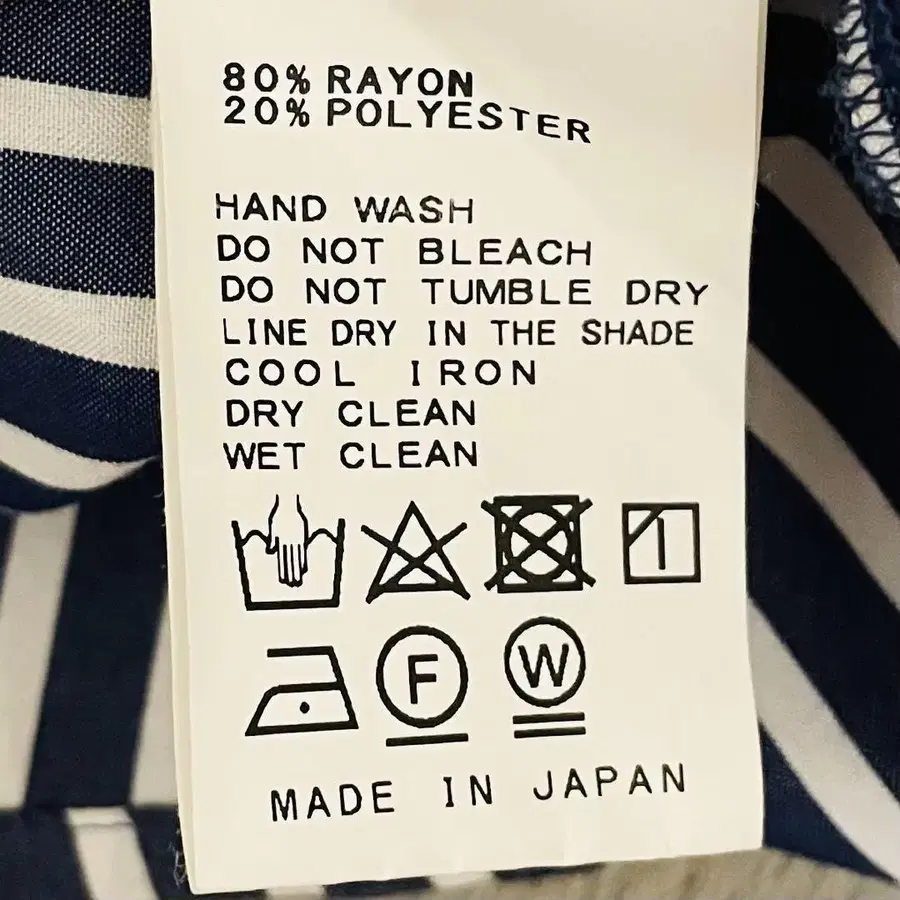 80% RAYON
20% POLYESTER
HAND WASH
DO NOT BLEACH
DO NOT TUMBLE DRY
LINE DRY IN THE SHADE
COOL IRON
DRY CLEAN
WET CLEAN
F W
MADE IN JAPAN